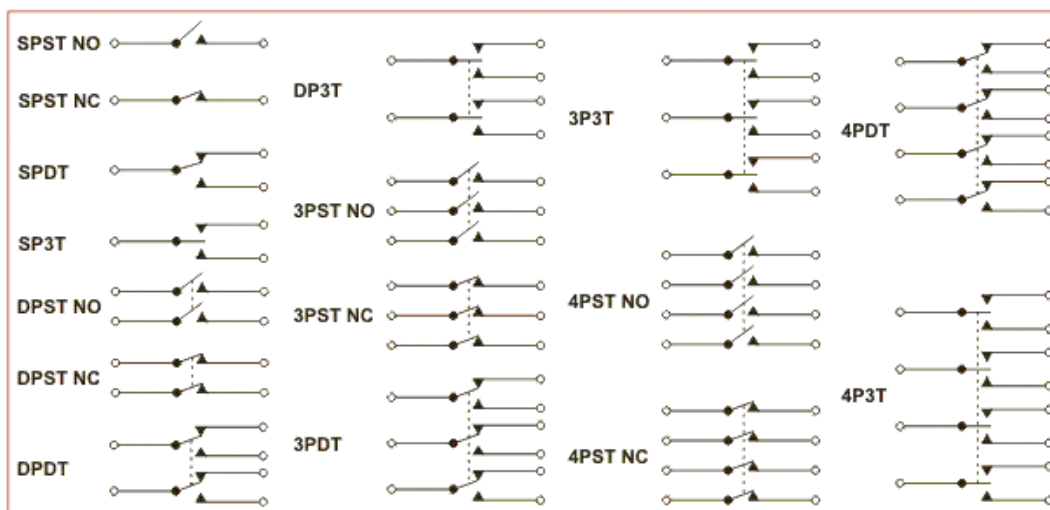 SPST NO
SPST NC
SPDT
SP3T
DPST NO
DPST NC
DPDT
DP3T
3PST NO
3PST NC
3PDT
3P3T
4PST NO
4PST NC
4PDT
4P3T